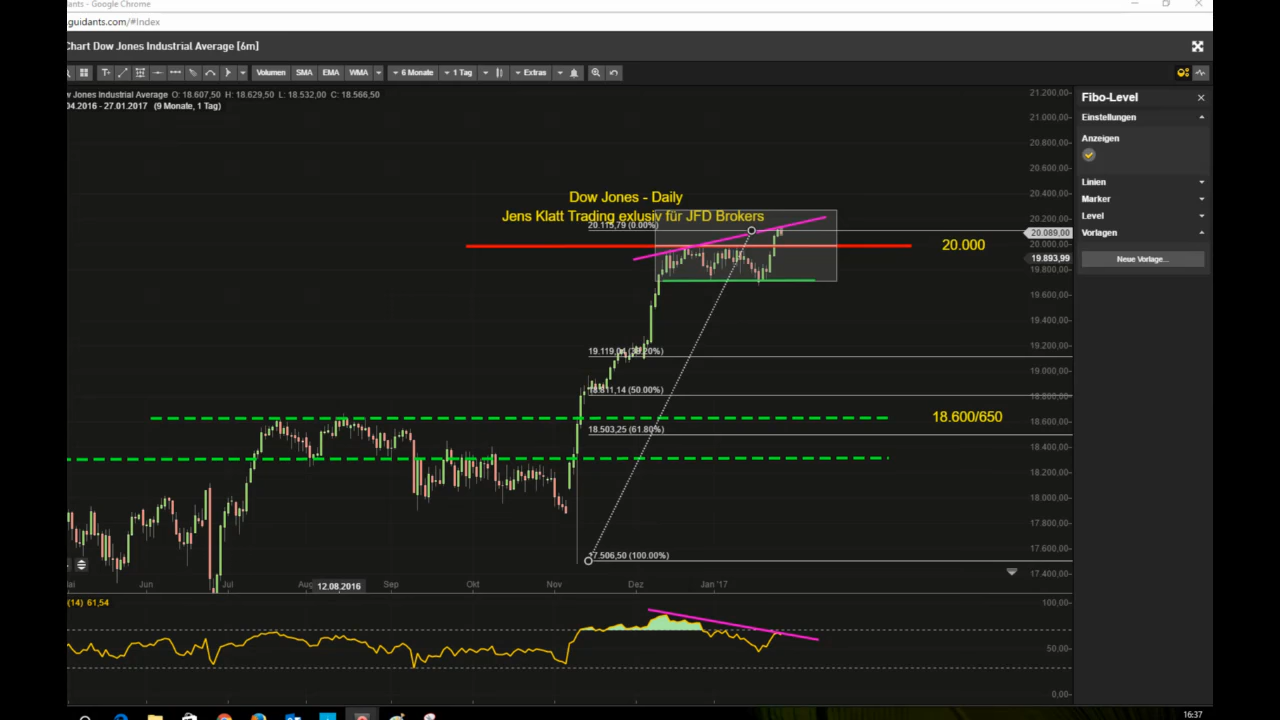 ants - Google Chrome
.guidants.com/#Index
Chart Dow Jones Industrial Average [6m]
Volumen SMA EMA WMA 6 Monate 1 Tag Extras
w Jones Industrial Average O: 18.607,50 H: 18.629,50 L: 18.532,00 C: 18.566,50
04.2016 - 27.01.2017 (9 Monate, 1 Tag)
Fibo-Level
Einstellungen
Anzeigen
Linien
Marker
Level
Vorlagen
Neue Vorlage...
Dow Jones - Daily
Jens Klatt Trading exlusiv für JFD Brokers
20.115,79 (0.00%)
20.000
19.119,04 (38.20%)
18.811,14 (50.00%)
18.600/650
18.503,25 (61.80%)
17.506,50 (100.00%)
21.200,00
21.000,00
20.800,00
20.600,00
20.400,00
20.200,00
20.089,00
20.000,00
19.893,99
19.800,00
19.600,00
19.400,00
19.200,00
19.000,00
18.800,00
18.600,00
18.400,00
18.200,00
18.000,00
17.800,00
17.600,00
17.400,00
Jun Jul Aug 12.08.2016 Sep Okt Nov Dez Jan '17
(14) 61,54
100,00
50,00
0,00
16:37